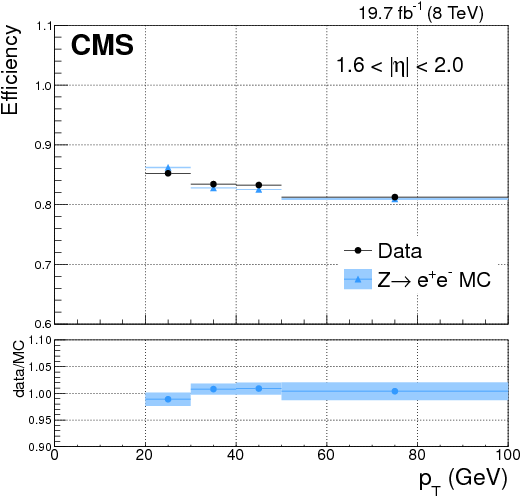 19.7 fb⁻¹ (8 TeV)
CMS
1.6 < |η| < 2.0
Efficiency
1.1
1.0
0.9
0.8
0.7
0.6
Data
Z→ e⁺e⁻ MC
data/MC
1.10
1.05
1.00
0.95
0.90
0 20 40 60 80 100
p_T (GeV)